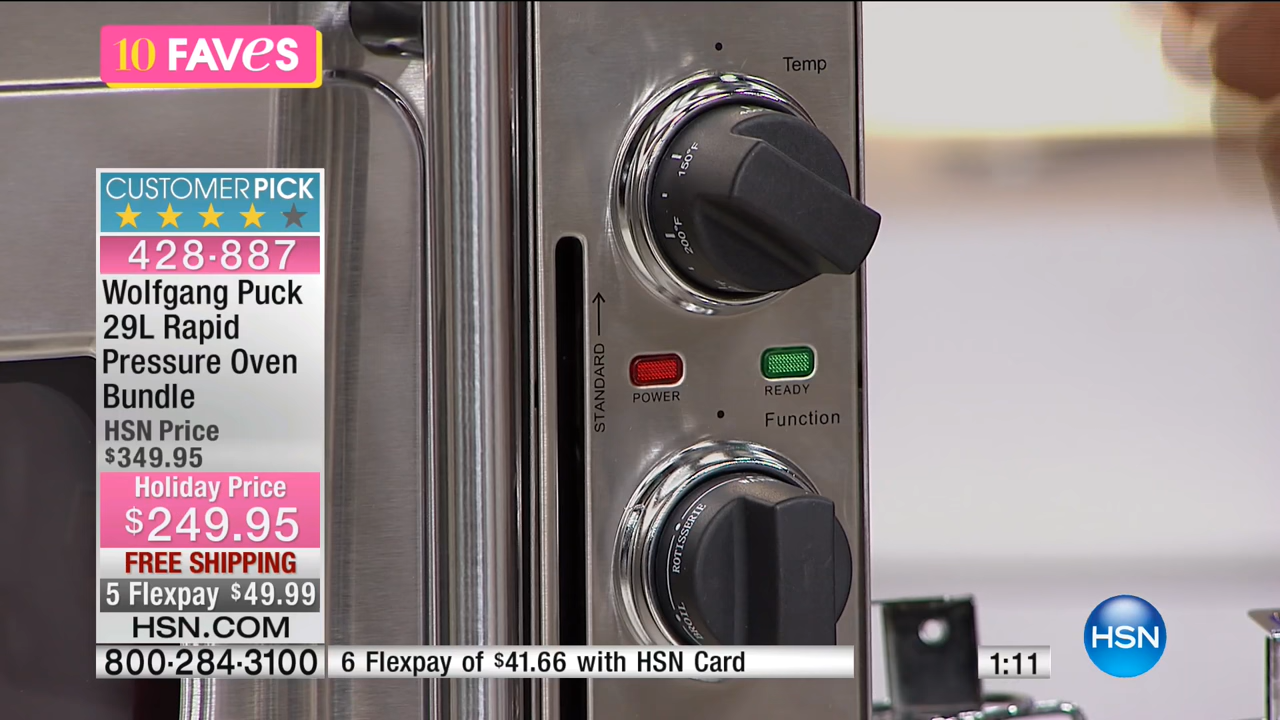 10 FAVES
CUSTOMER PICK
428-887
Wolfgang Puck
29L Rapid
Pressure Oven
Bundle
HSN Price
$349.95
Holiday Price
$249.95
FREE SHIPPING
5 Flexpay $49.99
HSN.COM
800-284-3100
6 Flexpay of $41.66 with HSN Card
1:11
HSN
Temp
150°F
200°F
STANDARD
POWER
READY
Function
ROTISSERIE
BROIL